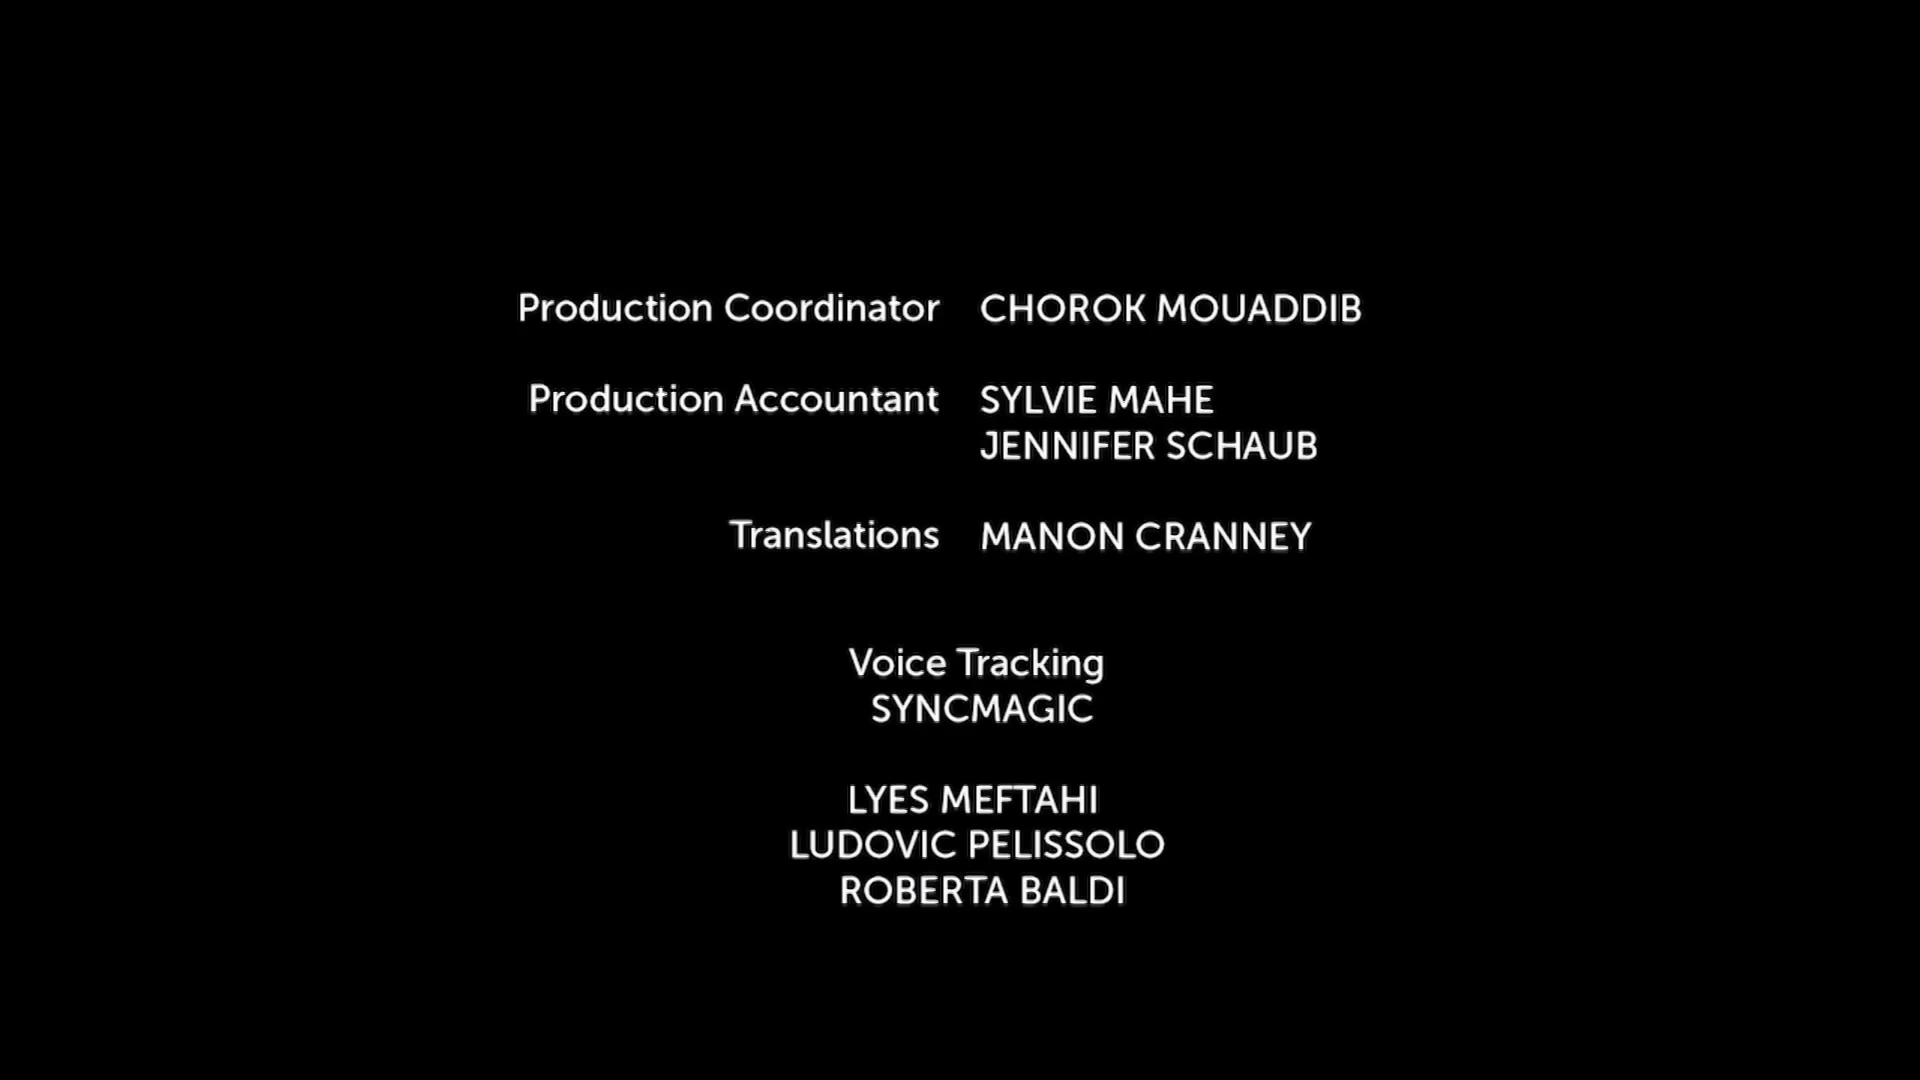 Production Coordinator CHOROK MOUADDIB
Production Accountant SYLVIE MAHE
JENNIFER SCHAUB
Translations MANON CRANNEY
Voice Tracking
SYNCMAGIC
LYES MEFTAHI
LUDOVIC PELISSOLO
ROBERTA BALDI